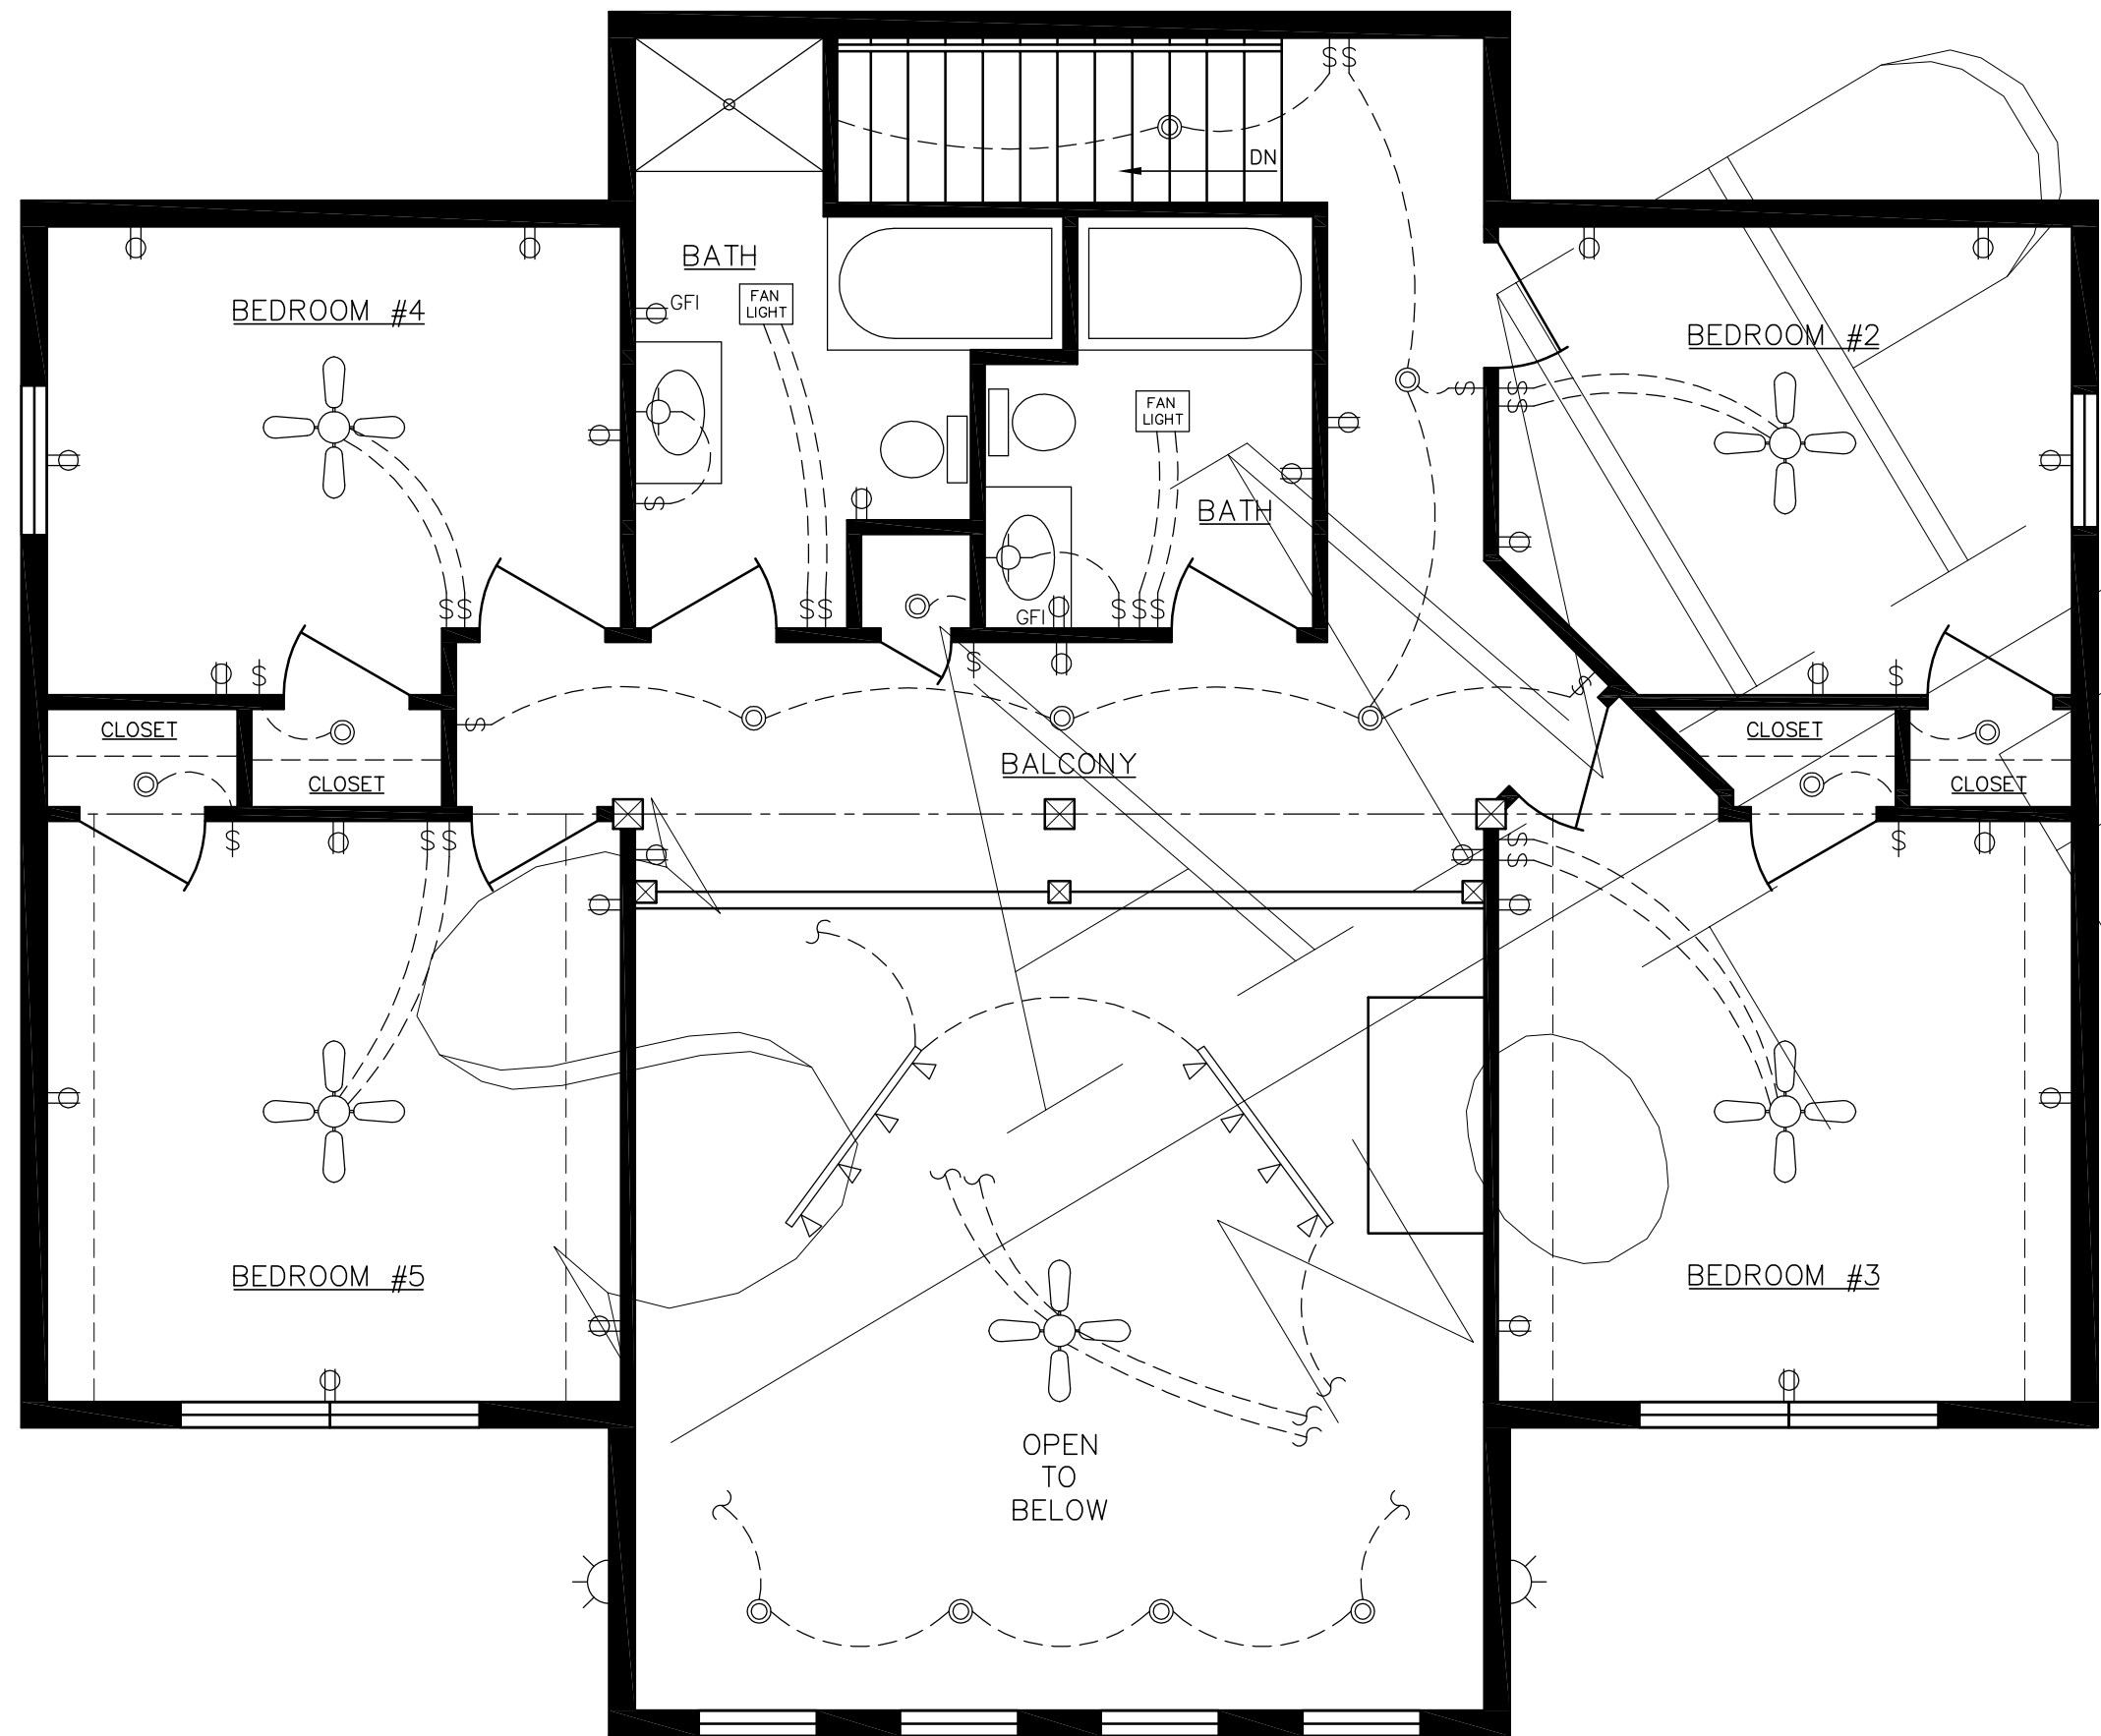 $$
DN
BATH
BEDROOM #4
GFI
FAN
LIGHT
BEDROOM #2
$
$
$
FAN
LIGHT
$
BATH
GFI
$$
$$
$$$
$
$
$
$
CLOSET
$
CLOSET
CLOSET
CLOSET
BALCONY
$
$$
$
$
$
BEDROOM #5
BEDROOM #3
OPEN
TO
BELOW